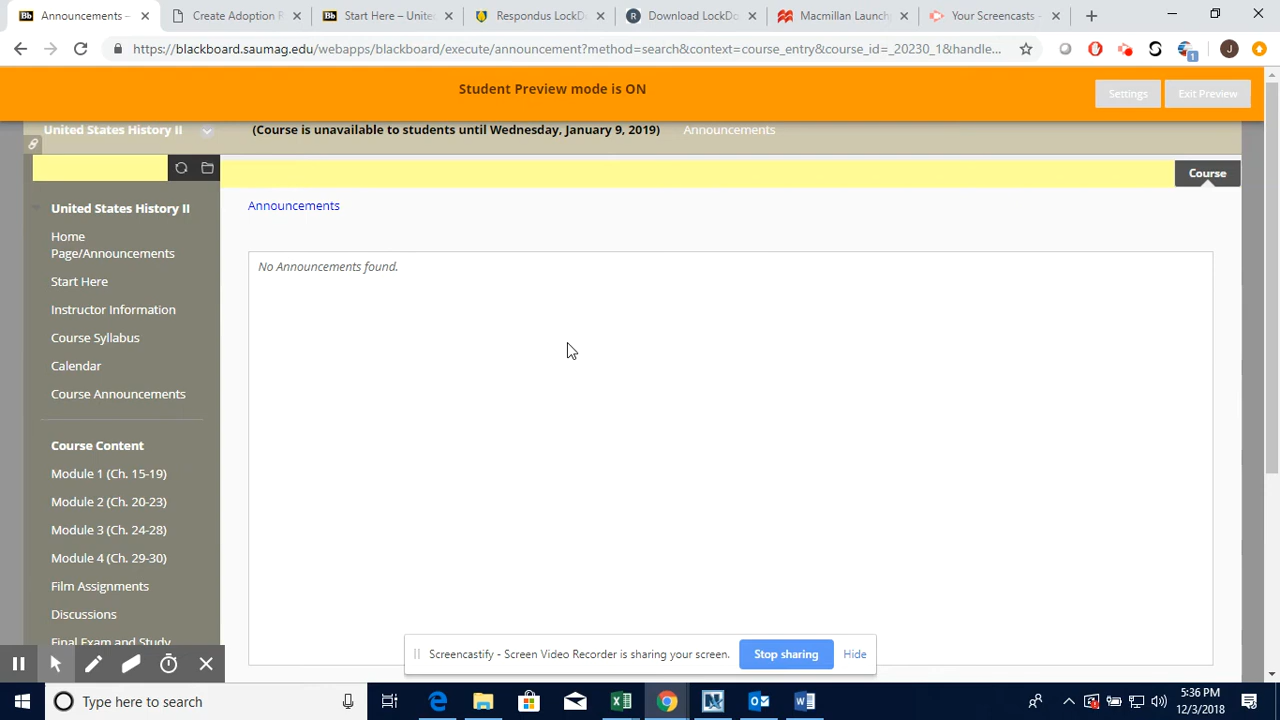 Announcements –
Create Adoption R
Start Here – Unite
Respondus LockD
Download LockDo
Macmillan Launch
Your Screencasts –
https://blackboard.saumag.edu/webapps/blackboard/execute/announcement?method=search&context=course_entry&course_id=_20230_1&handle...
1
J
Student Preview mode is ON
Settings
Exit Preview
United States History II
(Course is unavailable to students until Wednesday, January 9, 2019)
Announcements
Course
United States History II
Home
Page/Announcements
Start Here
Instructor Information
Course Syllabus
Calendar
Course Announcements
Course Content
Module 1 (Ch. 15-19)
Module 2 (Ch. 20-23)
Module 3 (Ch. 24-28)
Module 4 (Ch. 29-30)
Film Assignments
Discussions
Final Exam and Study
Announcements
No Announcements found.
Screencastify - Screen Video Recorder is sharing your screen.
Stop sharing
Hide
Type here to search
5:36 PM
12/3/2018